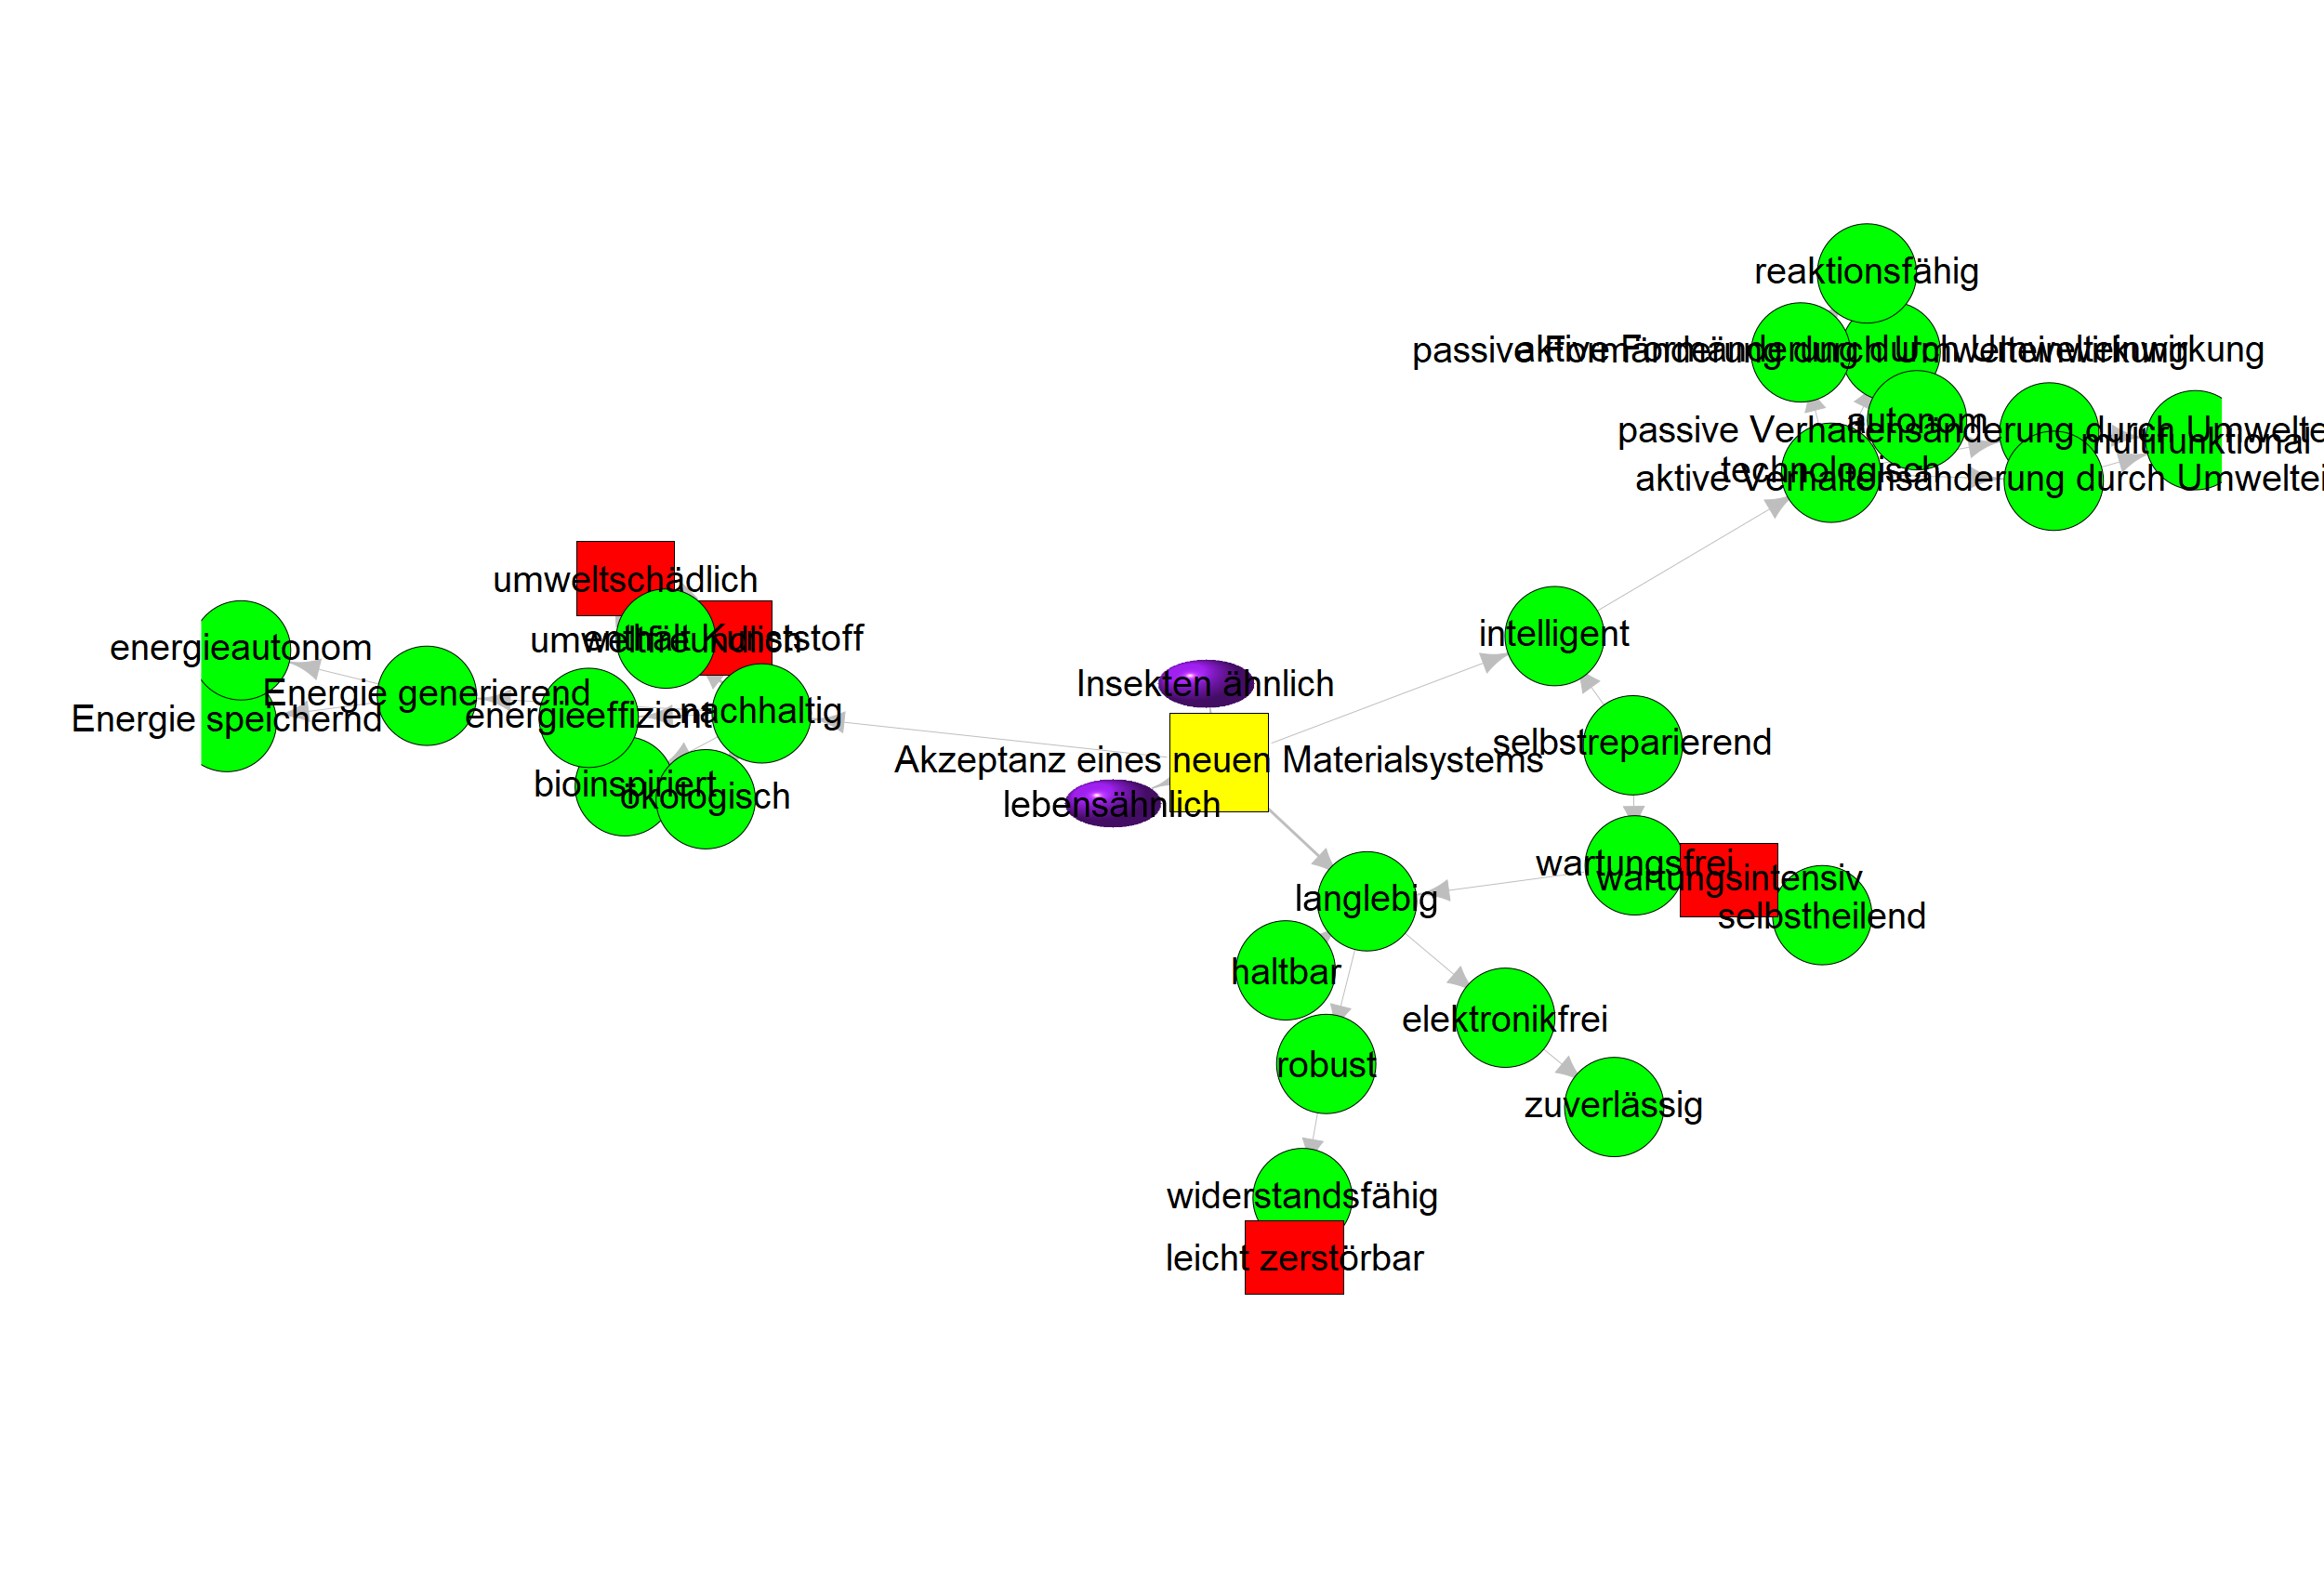 reaktionsfähig
passive Formänderung durch Umwelteinwirkung
aktive Formänderung durch Umwelteinwirkung
autonom
passive Verhaltensänderung durch Umwelte
multifunktional
technologisch
aktive Verhaltensänderung durch Umweltei
umweltschädlich
intelligent
umweltfreundlich
enthält Kunststoff
energieautonom
Insekten ähnlich
Energie generierend
nachhaltig
energieeffizient
Energie speichernd
selbstreparierend
Akzeptanz eines neuen Materialsystems
bioinspiriert
ökologisch
lebensähnlich
wartungsfrei
wartungsintensiv
langlebig
selbstheilend
haltbar
elektronikfrei
robust
zuverlässig
widerstandsfähig
leicht zerstörbar